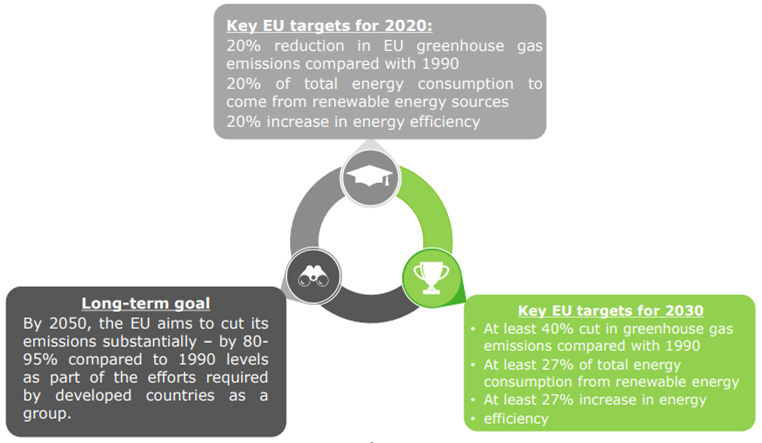 Key EU targets for 2020:
20% reduction in EU greenhouse gas
emissions compared with 1990
20% of total energy consumption to
come from renewable energy sources
20% increase in energy efficiency
Long-term goal
By 2050, the EU aims to cut its
emissions substantially – by 80-
95% compared to 1990 levels
as part of the efforts required
by developed countries as a
group.
Key EU targets for 2030
• At least 40% cut in greenhouse gas
emissions compared with 1990
• At least 27% of total energy
consumption from renewable energy
• At least 27% increase in energy
• efficiency